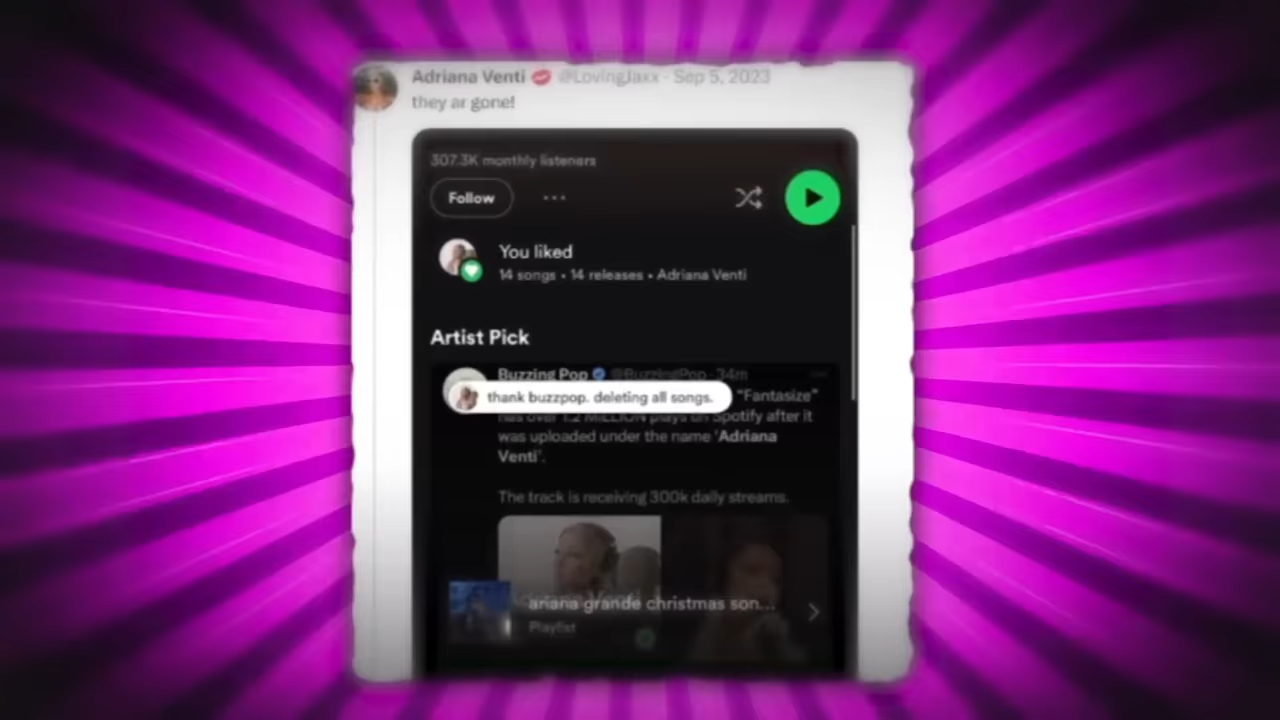 Adriana Venti 💋 @LovingJaxx · Sep 5, 2023
they ar gone!
307.3K monthly listeners
Follow
You liked
14 songs • 14 releases • Adriana Venti
Artist Pick
Buzzing Pop @BuzzingPop · 34m
thank buzzpop. deleting all songs.
"Fantasize"
has over 1.2 MILLION plays on Spotify after it
was uploaded under the name 'Adriana
Venti'.
The track is receiving 300k daily streams.
ariana grande christmas son...
Playlist